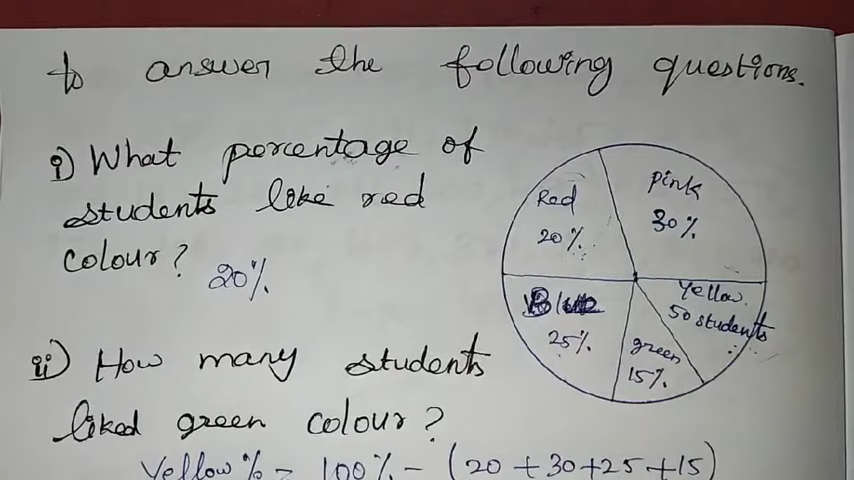 to answer the following questions.
i) What percentage of
students like red
colour? 20%
Red
20%
Pink
30%
Yellow.
50 students
Blue
25%
green
15%
ii) How many students
liked green colour?
Yellow % = 100% - (20 + 30 + 25 + 15)